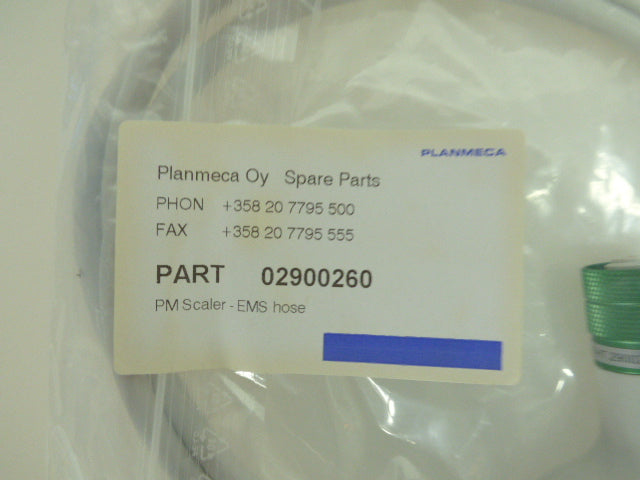 PLANMECA
Planmeca Oy Spare Parts
PHON +358 20 7795 500
FAX +358 20 7795 555
PART 02900260
PM Scaler - EMS hose